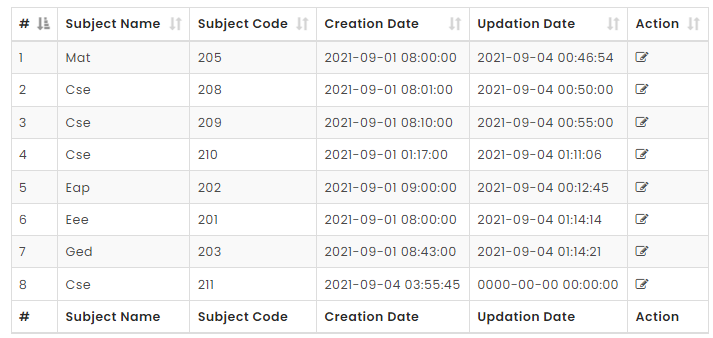 # Subject Name Subject Code Creation Date Updation Date Action
1 Mat 205 2021-09-01 08:00:00 2021-09-04 00:46:54
2 Cse 208 2021-09-01 08:01:00 2021-09-04 00:50:00
3 Cse 209 2021-09-01 08:10:00 2021-09-04 00:55:00
4 Cse 210 2021-09-01 01:17:00 2021-09-04 01:11:06
5 Eap 202 2021-09-01 09:00:00 2021-09-04 00:12:45
6 Eee 201 2021-09-01 08:00:00 2021-09-04 01:14:14
7 Ged 203 2021-09-01 08:43:00 2021-09-04 01:14:21
8 Cse 211 2021-09-04 03:55:45 0000-00-00 00:00:00
# Subject Name Subject Code Creation Date Updation Date Action